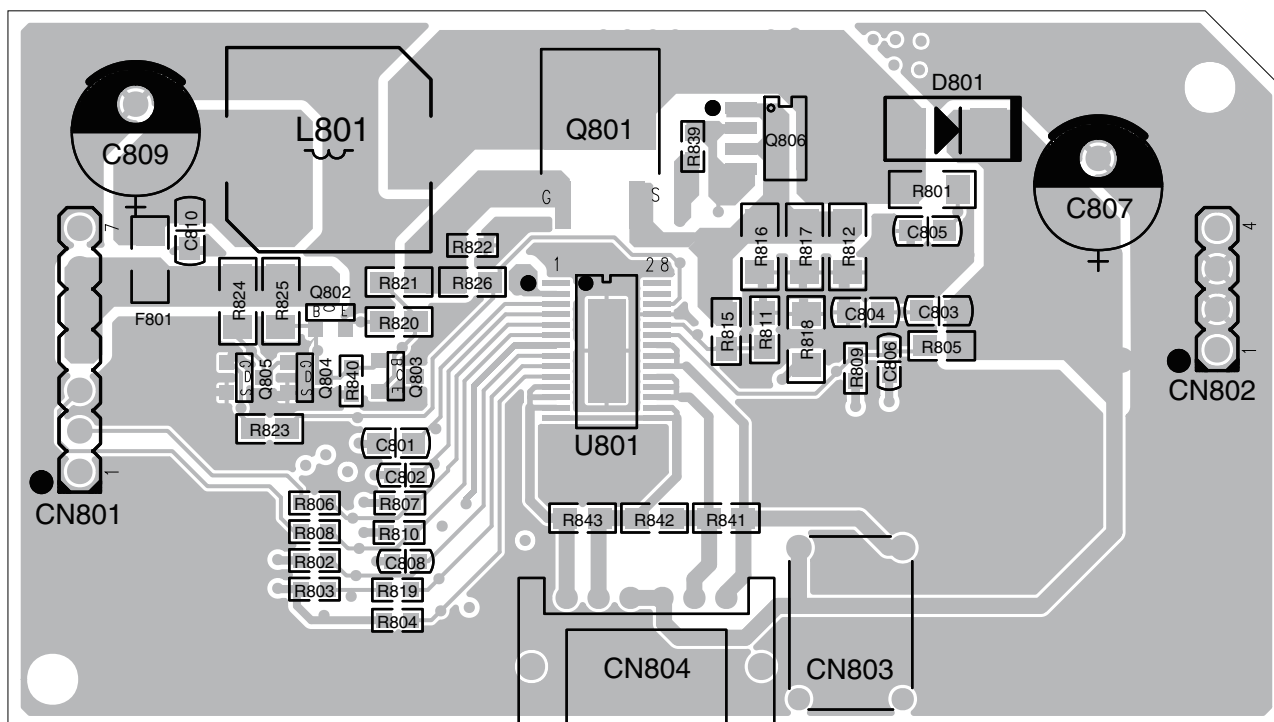 D801
L801
Q801
R839
Q806
C809
R801
C807
G
S
7
C810
R816
R817
R812
C805
4
R822
1
28
R821
R826
R824
R825
Q802
B C E
F801
R820
R815
R811
R818
C804
C803
R805
R809
C806
1
CN802
Q805
Q804
R840
Q803
G
D
S
G
D
S
B
C
E
R823
C801
U801
C802
1
CN801
R806
R807
R843
R842
R841
R808
R810
R802
C808
R803
R819
R804
CN804
CN803